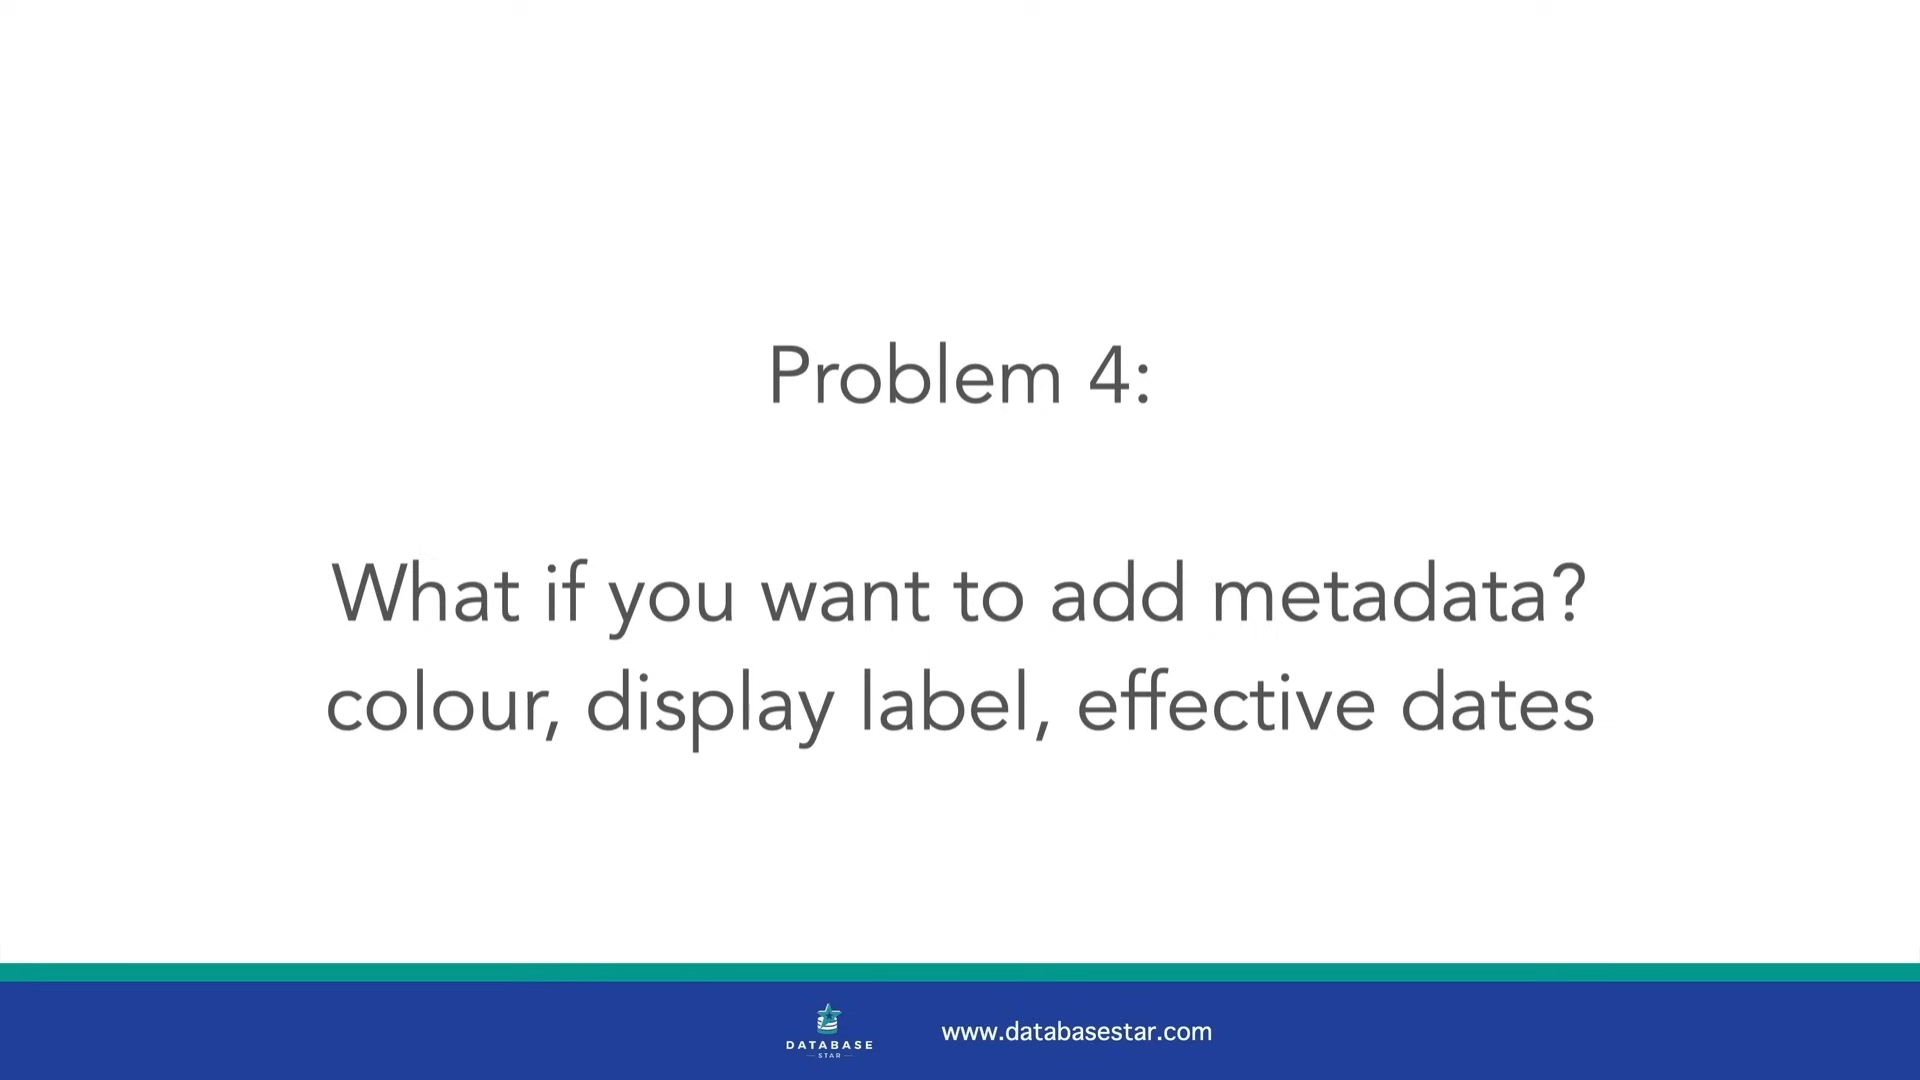 Problem 4:
What if you want to add metadata?
colour, display label, effective dates
DATABASE
STAR
www.databasestar.com